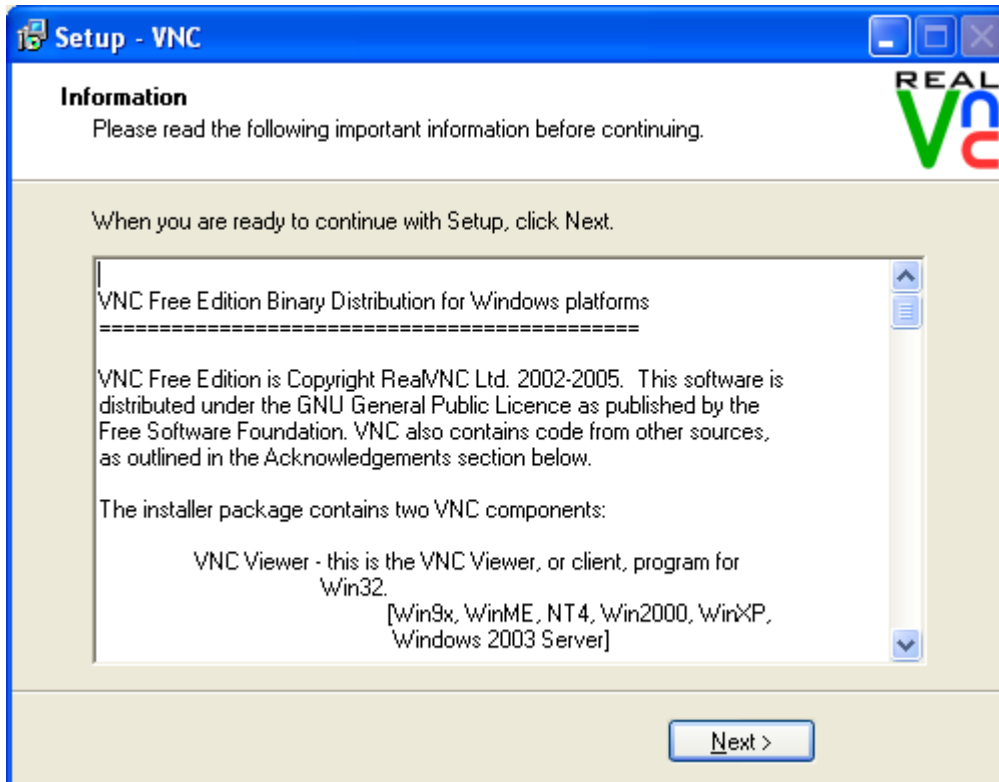 Setup - VNC
Information
Please read the following important information before continuing.
REAL
VNC
When you are ready to continue with Setup, click Next.
VNC Free Edition Binary Distribution for Windows platforms
===============================================
VNC Free Edition is Copyright RealVNC Ltd. 2002-2005.  This software is
distributed under the GNU General Public Licence as published by the
Free Software Foundation. VNC also contains code from other sources,
as outlined in the Acknowledgements section below.
The installer package contains two VNC components:
VNC Viewer - this is the VNC Viewer, or client, program for
Win32.
[Win9x, WinME, NT4, Win2000, WinXP,
Windows 2003 Server]
Next >